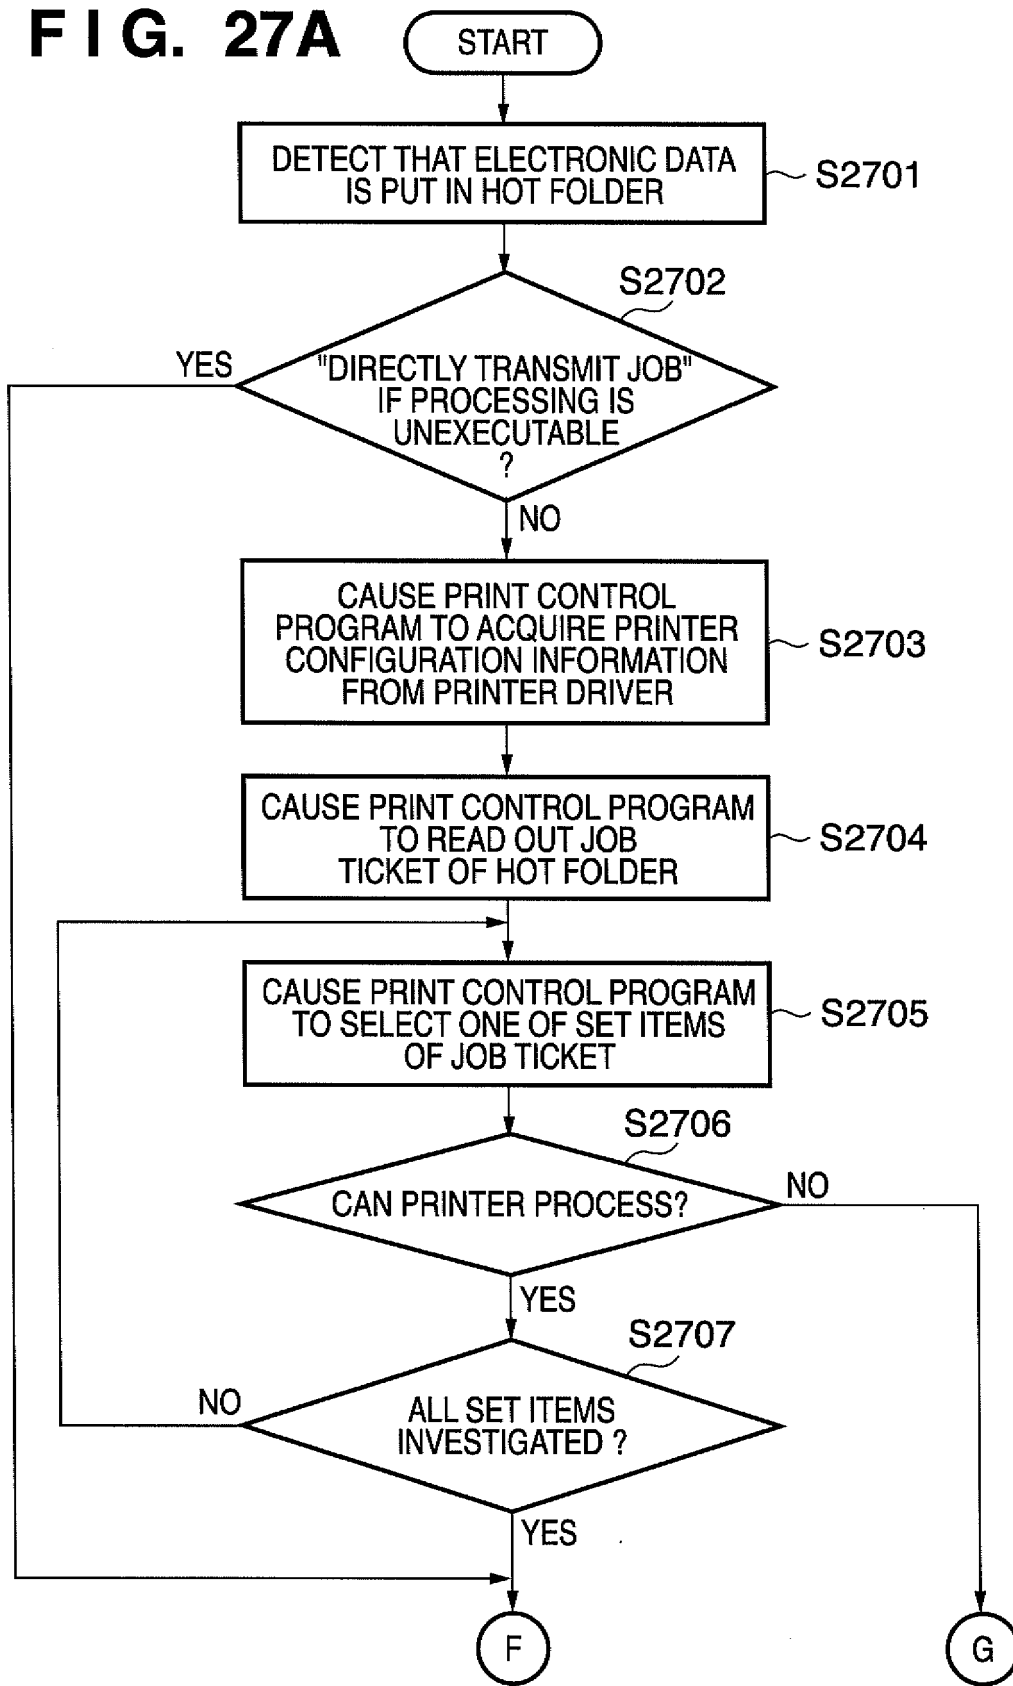 FIG. 27A
START
DETECT THAT ELECTRONIC DATA
IS PUT IN HOT FOLDER
S2701
S2702
YES
"DIRECTLY TRANSMIT JOB"
IF PROCESSING IS
UNEXECUTABLE
?
NO
CAUSE PRINT CONTROL
PROGRAM TO ACQUIRE PRINTER
CONFIGURATION INFORMATION
FROM PRINTER DRIVER
S2703
CAUSE PRINT CONTROL PROGRAM
TO READ OUT JOB
TICKET OF HOT FOLDER
S2704
CAUSE PRINT CONTROL PROGRAM
TO SELECT ONE OF SET ITEMS
OF JOB TICKET
S2705
S2706
CAN PRINTER PROCESS?
NO
YES
S2707
NO
ALL SET ITEMS
INVESTIGATED ?
YES
F
G